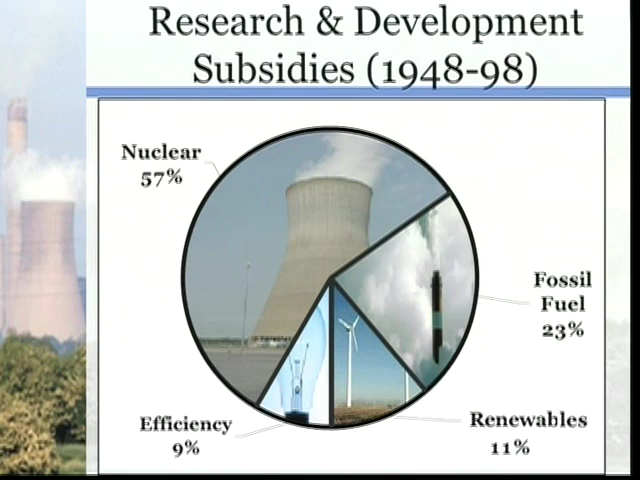 Research & Development
Subsidies (1948-98)
Nuclear
57%
Fossil
Fuel
23%
Efficiency
9%
Renewables
11%